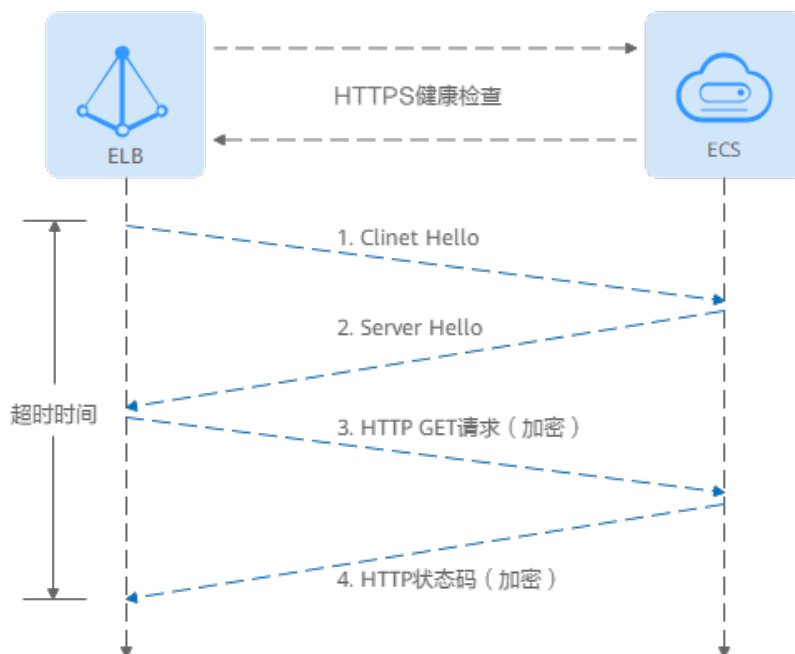 HTTPS健康检查
ELB
ECS
1. Clinet Hello
2. Server Hello
超时时间
3. HTTP GET请求（加密）
4. HTTP状态码（加密）